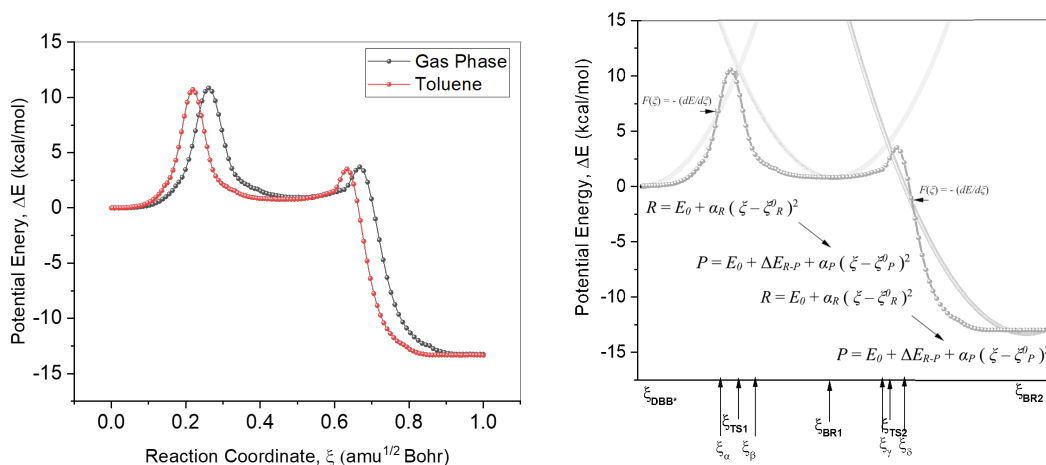 15
10
5
0
-5
-10
-15
0.0 0.2 0.4 0.6 0.8 1.0
Potential Enery, ΔE (kcal/mol)
Reaction Coordinate, ξ (amu^1/2 Bohr)
Gas Phase
Toluene
15
10
5
0
-5
-10
-15
Potential Energy, ΔE (kcal/mol)
F(ξ) = - (dE/dξ)
F(ξ) = - (dE/dξ)
R = E0 + αR ( ξ – ξ⁰R )²
P = E0 + ΔER-P + αP ( ξ – ξ⁰P )²
R = E0 + αR ( ξ – ξ⁰R )²
P = E0 + ΔER-P + αP ( ξ – ξ⁰P )²
ξDBB* ξBR2
ξTS1 ξBR1 ξTS2
ξα ξβ ξγ ξδ